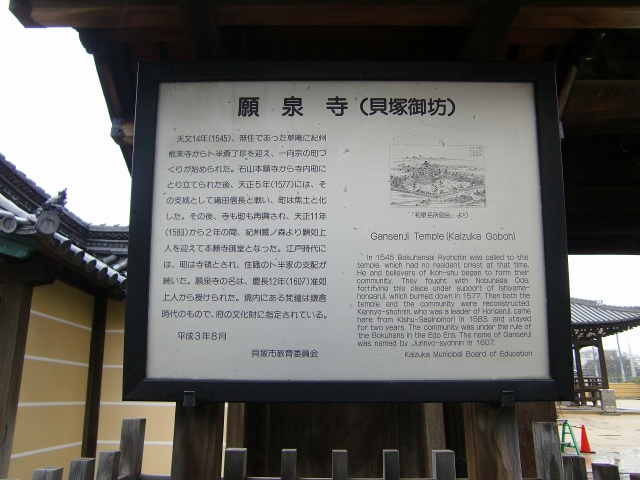 願泉寺(貝塚御坊)
天文14年(1545)、無住であった草庵に紀州
根来寺から卜半斎了珍を迎え、一向宗の町づ
くりが始められた。石山本願寺から寺内町に
とり立てられた後、天正5年(1577)には、そ
の支城として織田信長と戦い、町は焦土と化
した。その後、寺も町も再興され、天正11年
(1583)から2年の間、紀州鷺ノ森より顕如上
人を迎えて本願寺御堂となった。江戸時代に
は、町は寺領とされ、住職の卜半家の支配が
続いた。願泉寺の名は、慶長12年(1607)准如
上人から授けられた。境内にある梵鐘は鎌倉
時代のもので、府の文化財に指定されている。
平成3年8月
貝塚市教育委員会
「和泉名所図会」より
Gansenji Temple (Kaizuka Goboh)
In 1545 Bokuhansai Ryohchin was called to the
temple, which had no resident priest at that time.
He and believers of Ikoh-shu began to form their
community. They fought with Nobunaga Oda,
fortifying this place under support of Ishiyama-
honganji, which burned down in 1577. Then both the
temple and the community were reconstructed.
Kennyo-shohnin, who was a leader of Honganji, came
here from Kishu-Saginomori in 1583, and stayed
for two years. The community was under the rule of
the Bokuhans in the Edo Era. The name of Gansenji
was named by Junnyo-syohnin in 1607.
Kaizuka Municipal Board of Education